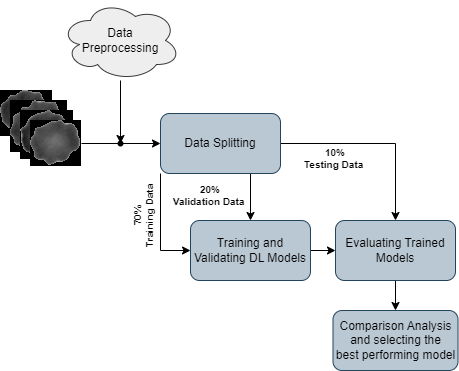 Data
Preprocessing
Data Splitting
10%
Testing Data
20%
Validation Data
70%
Training Data
Training and
Validating DL Models
Evaluating Trained
Models
Comparison Analysis
and selecting the
best performing model